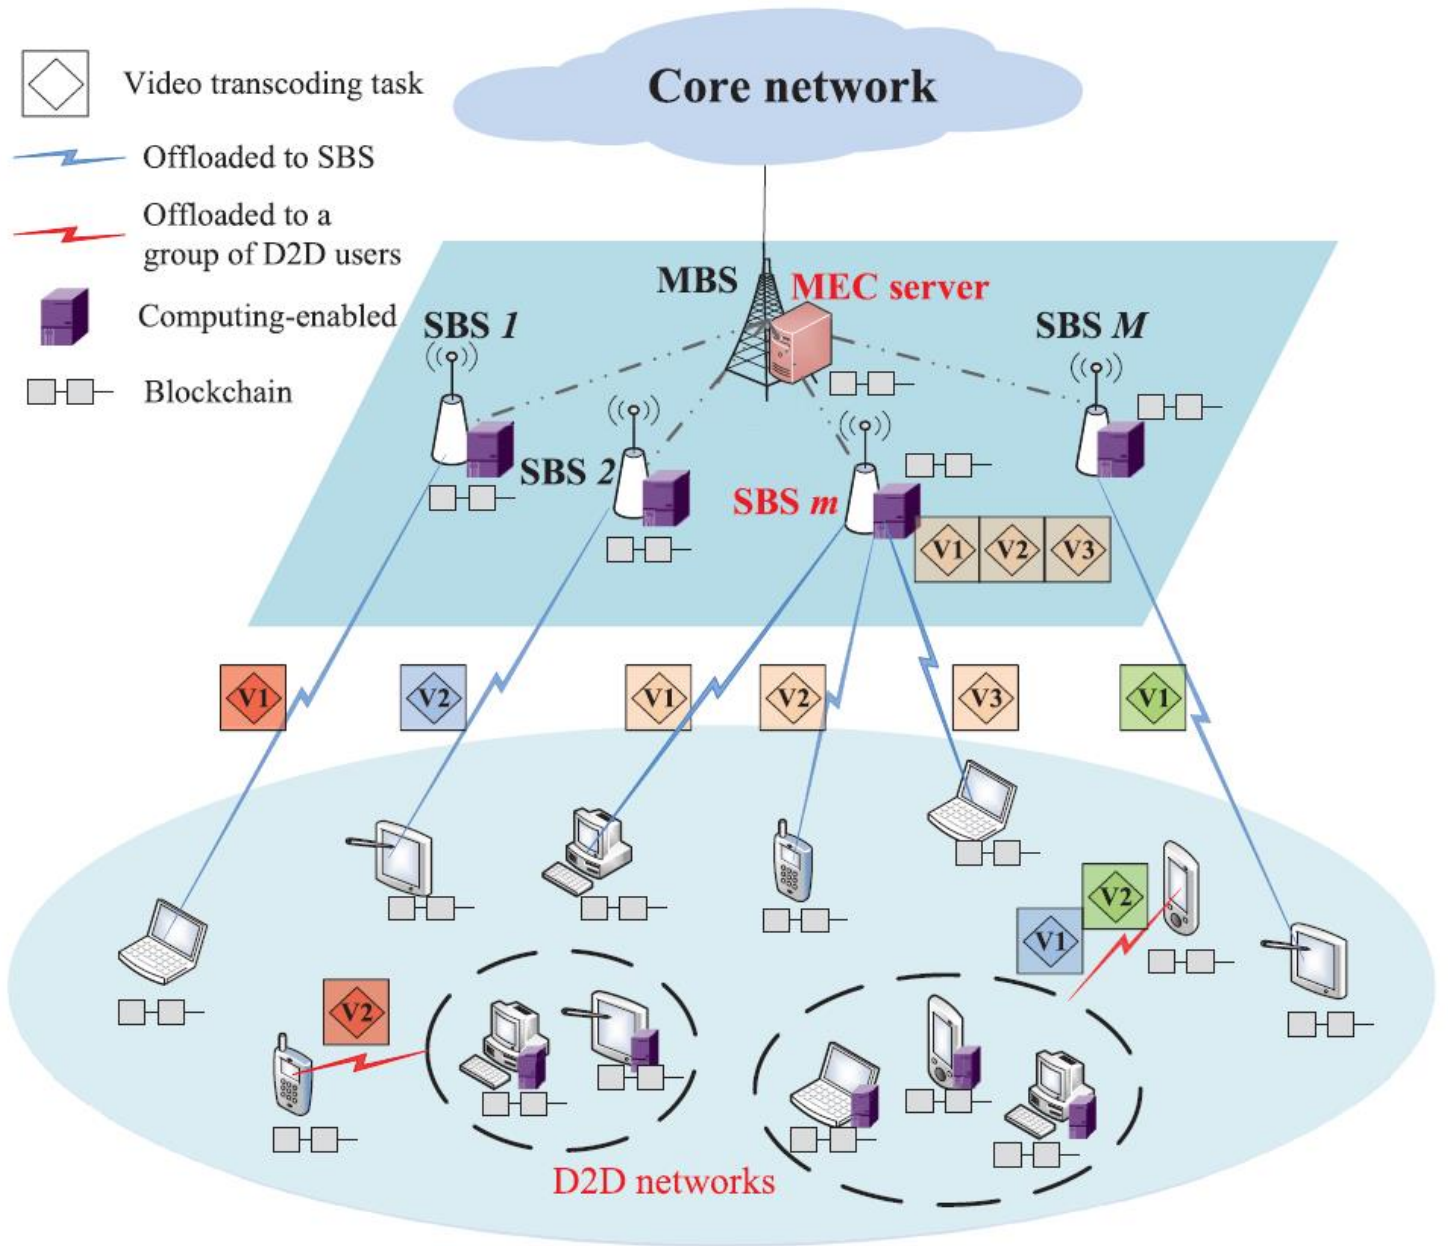 Core network
Video transcoding task
Offloaded to SBS
Offloaded to a
group of D2D users
Computing-enabled
Blockchain
MBS
MEC server
SBS 1
SBS M
SBS 2
SBS m
V1 V2 V3
V1
V2
V1
V2
V3
V1
V2
V1
V2
D2D networks